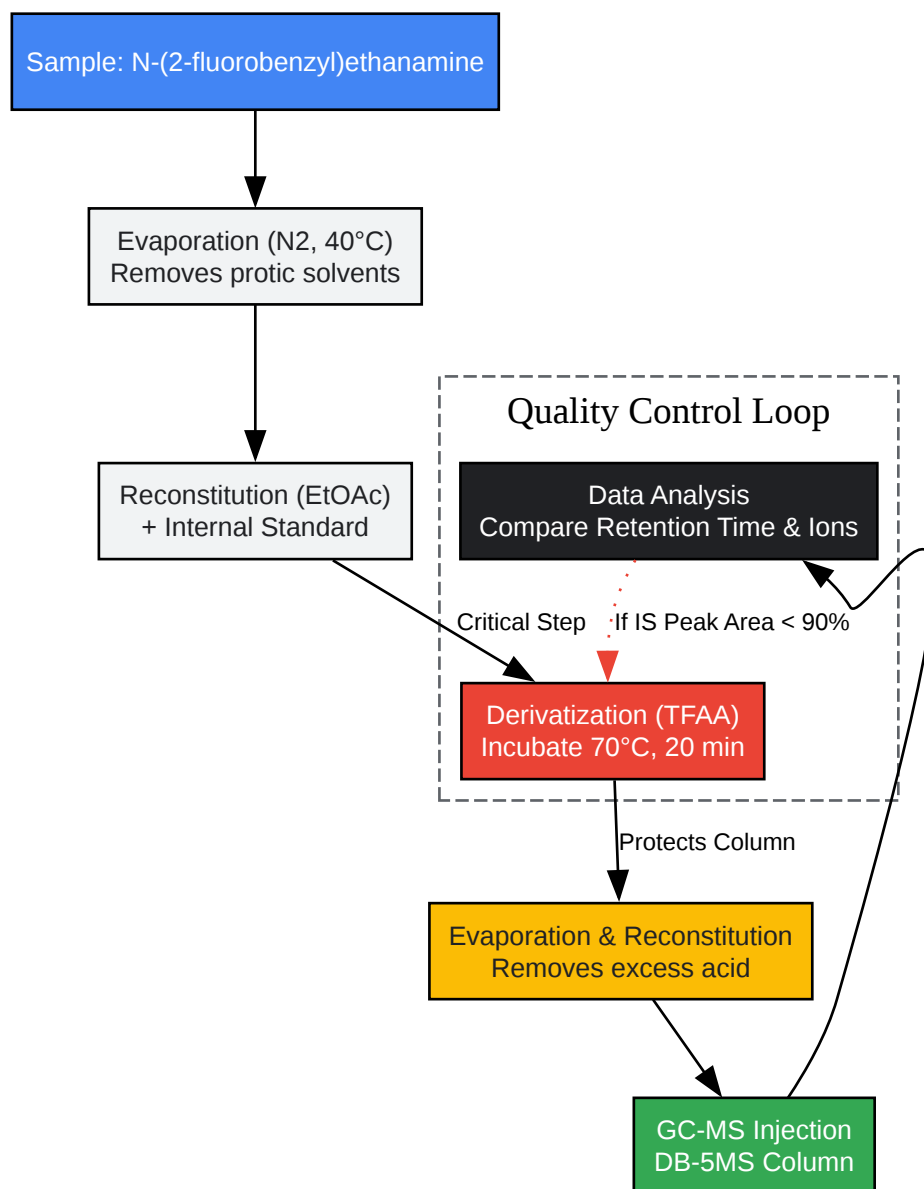 Sample: N-(2-fluorobenzyl)ethanamine
Evaporation (N2, 40°C)
Removes protic solvents
Quality Control Loop
Reconstitution (EtOAc)
+ Internal Standard
Data Analysis
Compare Retention Time & Ions
Critical Step
If IS Peak Area < 90%
Derivatization (TFAA)
Incubate 70°C, 20 min
Protects Column
Evaporation & Reconstitution
Removes excess acid
GC-MS Injection
DB-5MS Column